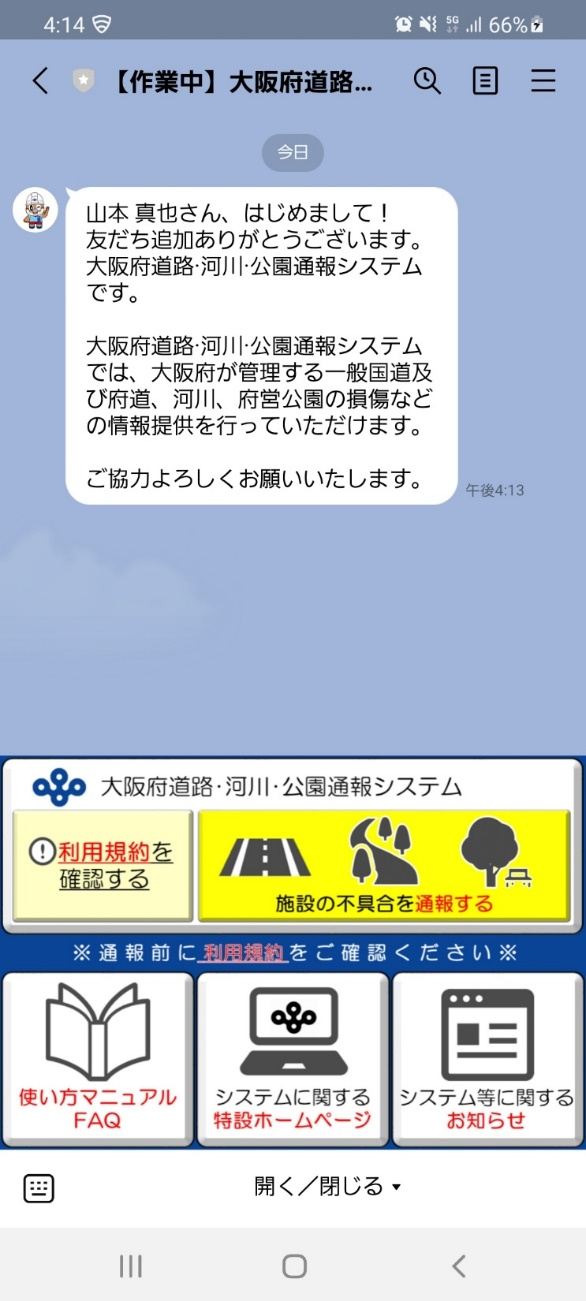 4:14
5G
66%
【作業中】大阪府道路...
今日
山本 真也さん、はじめまして！
友だち追加ありがとうございます。
大阪府道路･河川･公園通報システム
です。
大阪府道路･河川･公園通報システム
では、大阪府が管理する一般国道及
び府道、河川、府営公園の損傷など
の情報提供を行っていただけます。
ご協力よろしくお願いいたします。
午後4:13
大阪府道路･河川･公園通報システム
利用規約を
確認する
施設の不具合を通報する
※通報前に利用規約をご確認ください※
使い方マニュアル
FAQ
システムに関する
特設ホームページ
システム等に関する
お知らせ
開く／閉じる